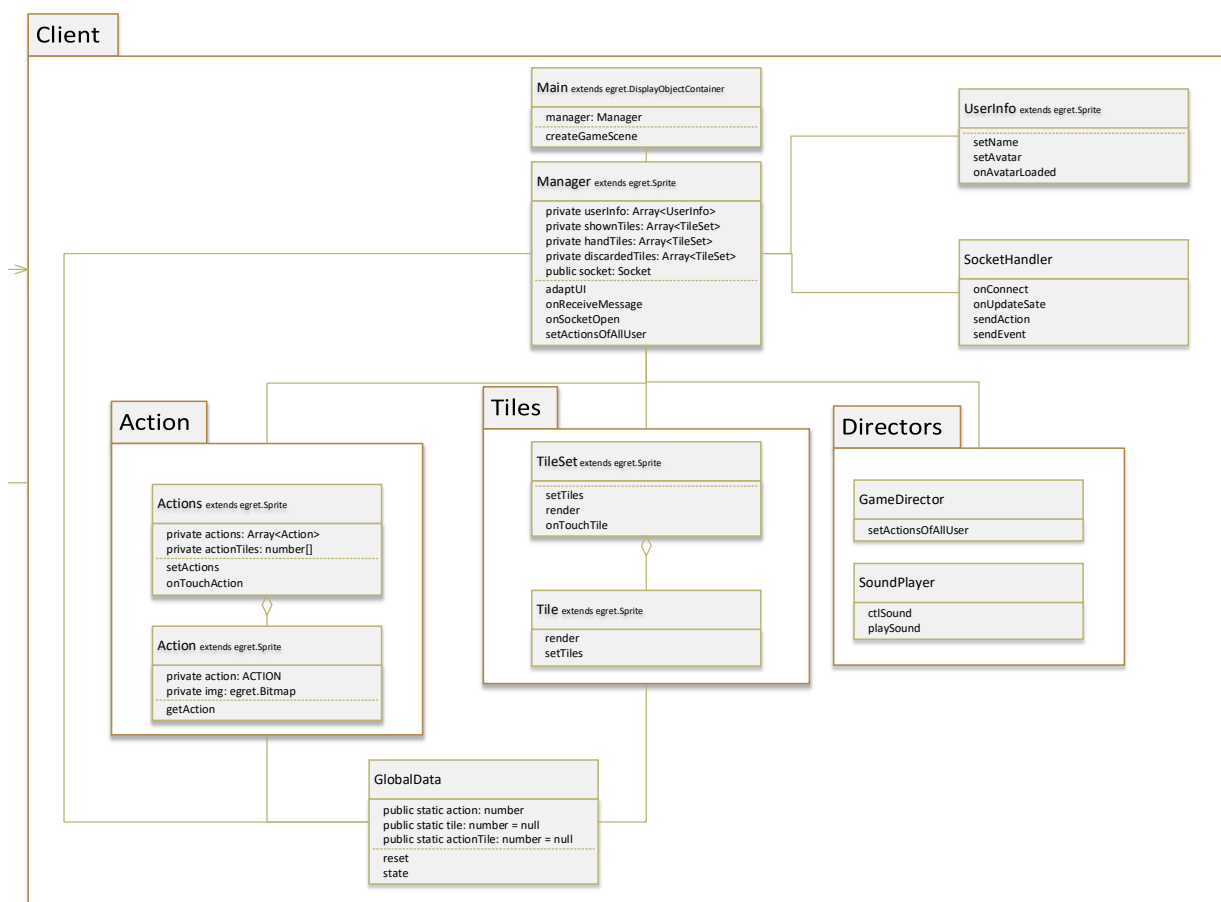 Client
Main extends egret.DisplayObjectContainer
manager: Manager
createGameScene
UserInfo extends egret.Sprite
setName
setAvatar
onAvatarLoaded
Manager extends egret.Sprite
private userInfo: Array<UserInfo>
private shownTiles: Array<TileSet>
private handTiles: Array<TileSet>
private discardedTiles: Array<TileSet>
public socket: Socket
adaptUI
onReceiveMessage
onSocketOpen
setActionsOfAllUser
SocketHandler
onConnect
onUpdateSate
sendAction
sendEvent
Action
Actions extends egret.Sprite
private actions: Array<Action>
private actionTiles: number[]
setActions
onTouchAction
Action extends egret.Sprite
private action: ACTION
private img: egret.Bitmap
getAction
Tiles
TileSet extends egret.Sprite
setTiles
render
onTouchTile
Tile extends egret.Sprite
render
setTiles
Directors
GameDirector
setActionsOfAllUser
SoundPlayer
ctlSound
playSound
GlobalData
public static action: number
public static tile: number = null
public static actionTile: number = null
reset
state